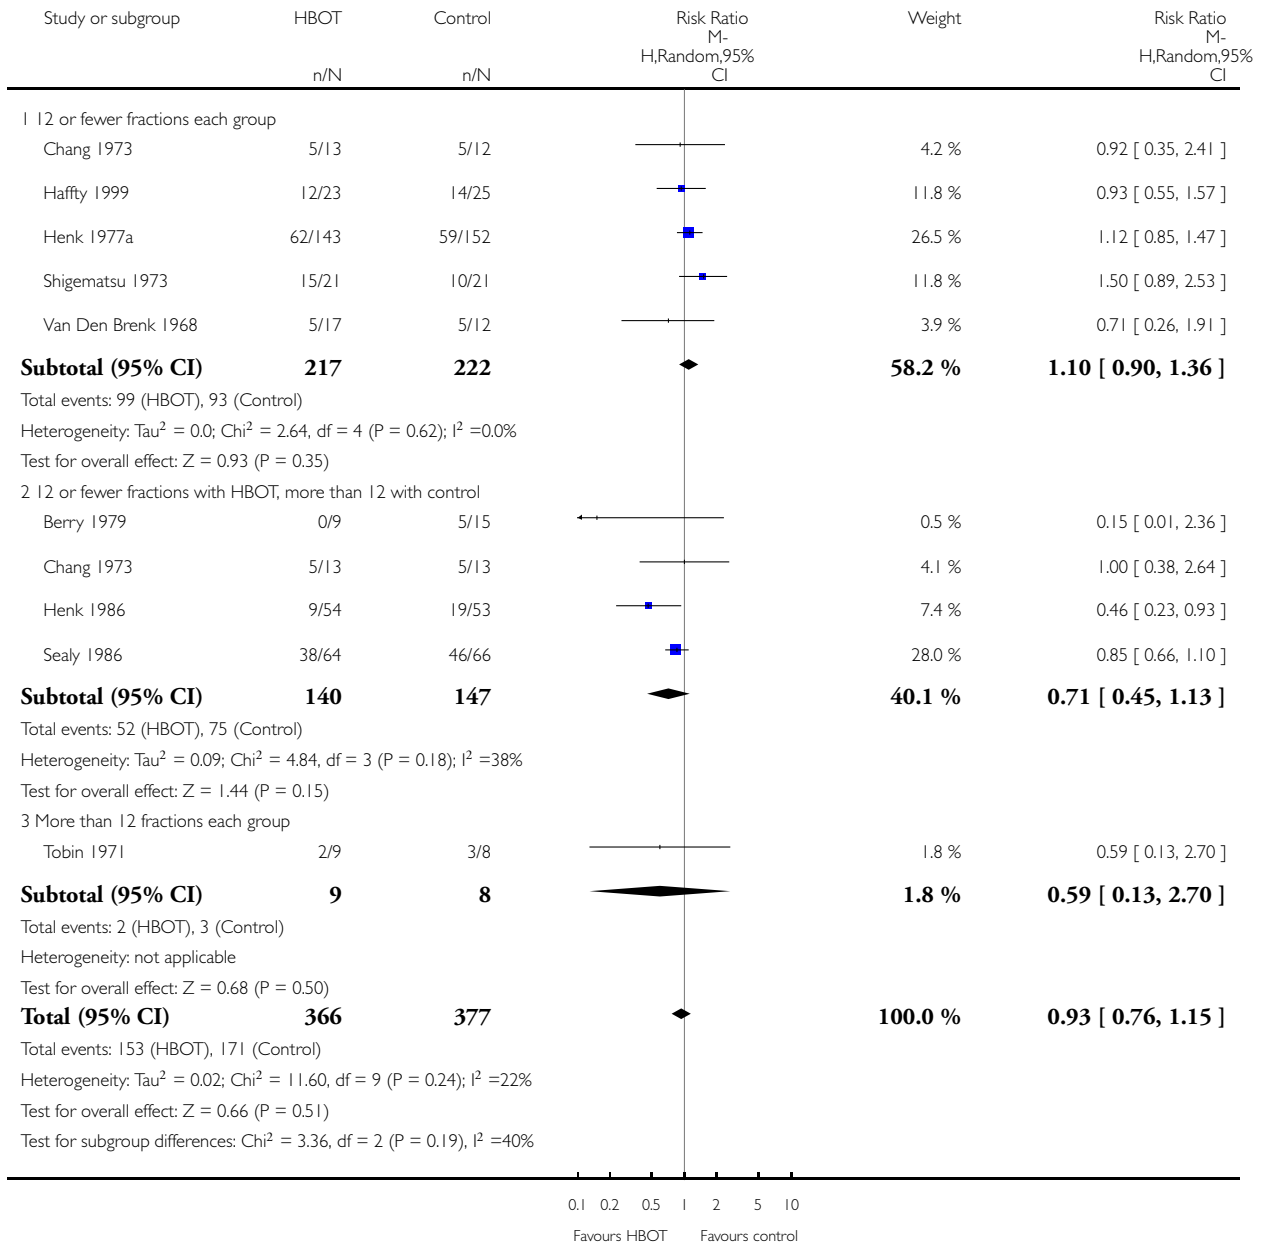 Study or subgroup HBOT Control Risk Ratio Weight Risk Ratio
M- M-
H,Random,95% H,Random,95%
n/N n/N CI CI
1 12 or fewer fractions each group
Chang 1973 5/13 5/12 4.2 % 0.92 [ 0.35, 2.41 ]
Haffty 1999 12/23 14/25 11.8 % 0.93 [ 0.55, 1.57 ]
Henk 1977a 62/143 59/152 26.5 % 1.12 [ 0.85, 1.47 ]
Shigematsu 1973 15/21 10/21 11.8 % 1.50 [ 0.89, 2.53 ]
Van Den Brenk 1968 5/17 5/12 3.9 % 0.71 [ 0.26, 1.91 ]
Subtotal (95% CI) 217 222 58.2 % 1.10 [ 0.90, 1.36 ]
Total events: 99 (HBOT), 93 (Control)
Heterogeneity: Tau² = 0.0; Chi² = 2.64, df = 4 (P = 0.62); I² =0.0%
Test for overall effect: Z = 0.93 (P = 0.35)
2 12 or fewer fractions with HBOT, more than 12 with control
Berry 1979 0/9 5/15 0.5 % 0.15 [ 0.01, 2.36 ]
Chang 1973 5/13 5/13 4.1 % 1.00 [ 0.38, 2.64 ]
Henk 1986 9/54 19/53 7.4 % 0.46 [ 0.23, 0.93 ]
Sealy 1986 38/64 46/66 28.0 % 0.85 [ 0.66, 1.10 ]
Subtotal (95% CI) 140 147 40.1 % 0.71 [ 0.45, 1.13 ]
Total events: 52 (HBOT), 75 (Control)
Heterogeneity: Tau² = 0.09; Chi² = 4.84, df = 3 (P = 0.18); I² =38%
Test for overall effect: Z = 1.44 (P = 0.15)
3 More than 12 fractions each group
Tobin 1971 2/9 3/8 1.8 % 0.59 [ 0.13, 2.70 ]
Subtotal (95% CI) 9 8 1.8 % 0.59 [ 0.13, 2.70 ]
Total events: 2 (HBOT), 3 (Control)
Heterogeneity: not applicable
Test for overall effect: Z = 0.68 (P = 0.50)
Total (95% CI) 366 377 100.0 % 0.93 [ 0.76, 1.15 ]
Total events: 153 (HBOT), 171 (Control)
Heterogeneity: Tau² = 0.02; Chi² = 11.60, df = 9 (P = 0.24); I² =22%
Test for overall effect: Z = 0.66 (P = 0.51)
Test for subgroup differences: Chi² = 3.36, df = 2 (P = 0.19), I² =40%
0.1 0.2 0.5 1 2 5 10
Favours HBOT Favours control